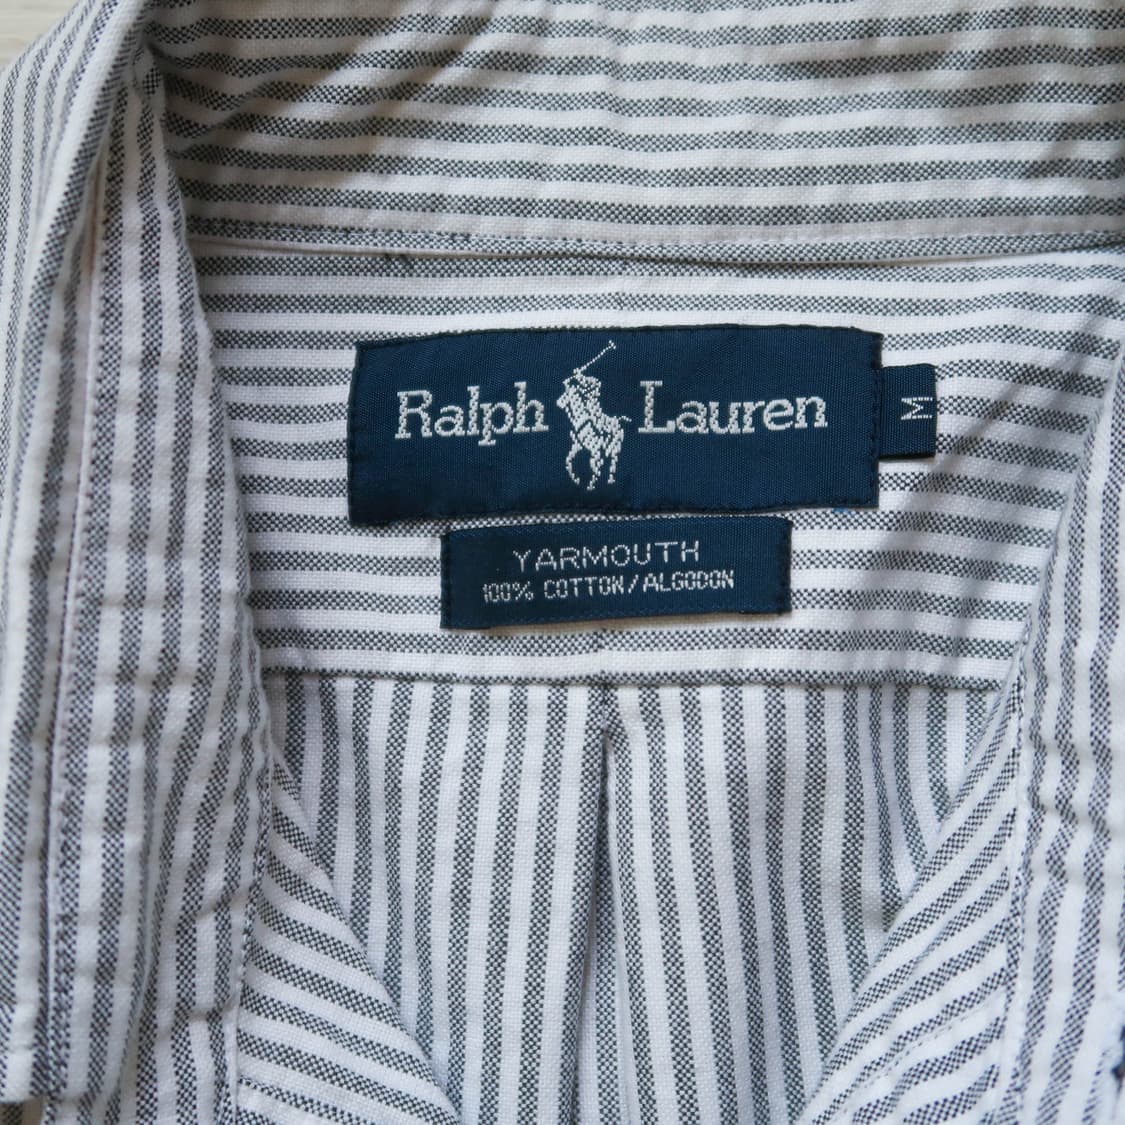 Ralph Lauren
M
YARMOUTH
100% COTTON/ALGODON